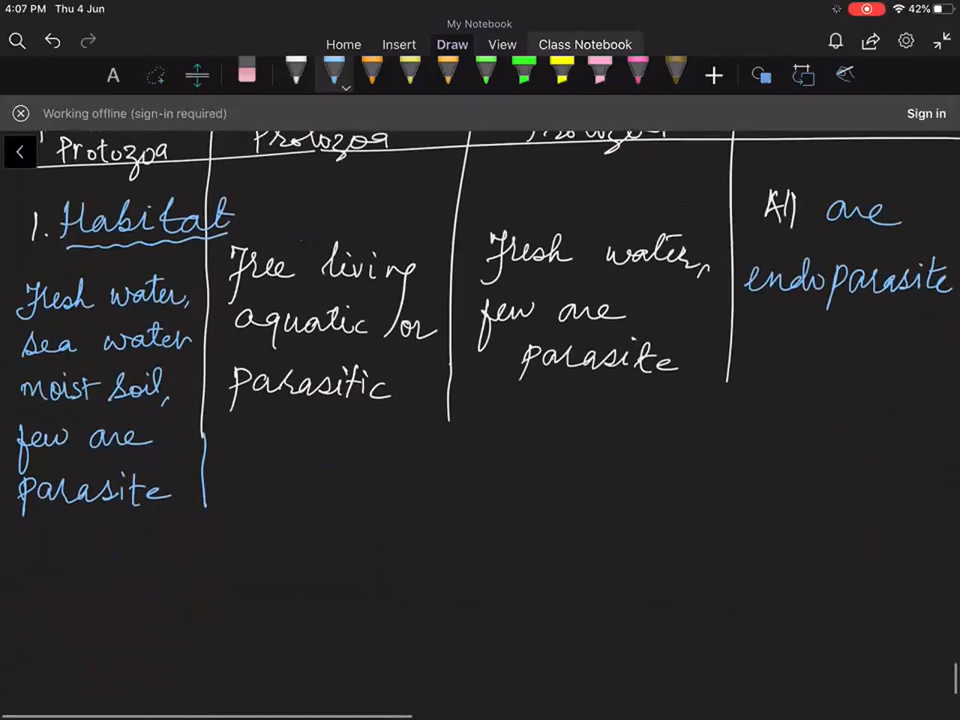 4:07 PM Thu 4 Jun
42%
My Notebook
Home Insert Draw View Class Notebook
A
Working offline (sign-in required) Sign in
Protozoa Protozoa Protozoa
1. Habitat
Fresh water,
sea water
moist soil,
few are
parasite
Free living
aquatic or
parasitic
Fresh water,
few are
parasite
All are
endoparasite